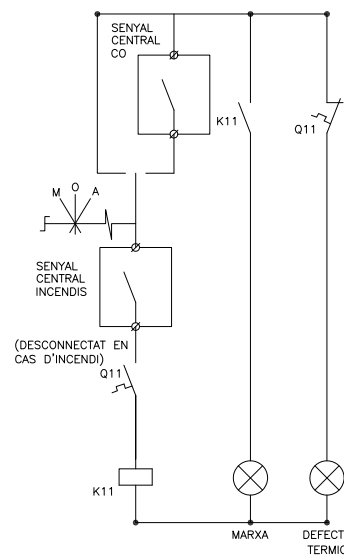 SENYAL
CENTRAL
CO
K11
Q11
M O A
SENYAL
CENTRAL
INCENDIS
(DESCONNECTAT EN
CAS D'INCENDI)
Q11
K11
MARXA
DEFECT
TERMIC